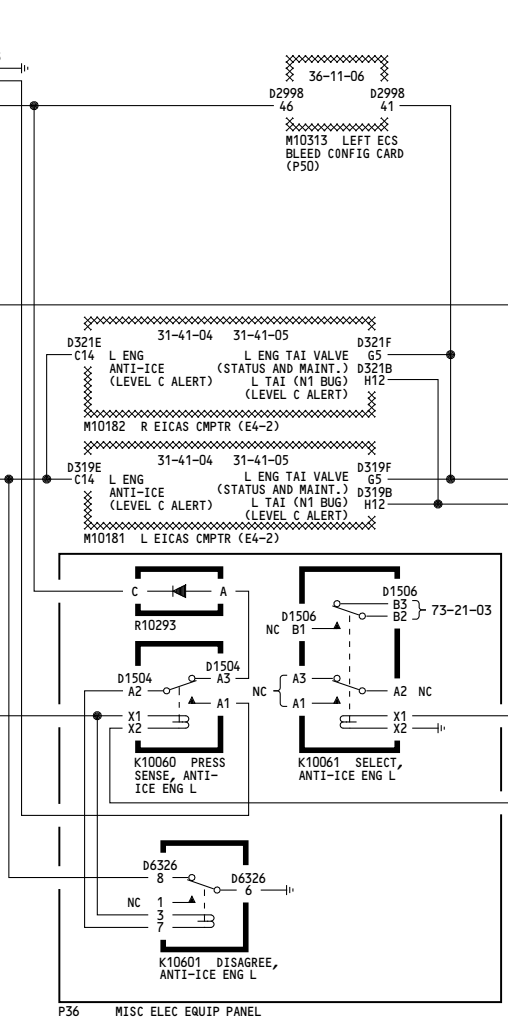 36-11-06
D2998 D2998
46 41
M10313 LEFT ECS
BLEED CONFIG CARD
(P50)
31-41-04 31-41-05
D321E D321F
C14 L ENG L ENG TAI VALVE G5
ANTI-ICE (STATUS AND MAINT.) D321B
(LEVEL C ALERT) L TAI (N1 BUG) H12
(LEVEL C ALERT)
M10182 R EICAS CMPTR (E4-2)
31-41-04 31-41-05
D319E D319F
C14 L ENG L ENG TAI VALVE G5
ANTI-ICE (STATUS AND MAINT.) D319B
(LEVEL C ALERT) L TAI (N1 BUG) H12
(LEVEL C ALERT)
M10181 L EICAS CMPTR (E4-2)
C A
R10293
D1504 D1504
A2 A3
A1
X1
X2
K10060 PRESS
SENSE, ANTI-
ICE ENG L
D1506
B3
B2 73-21-03
D1506
NC B1
NC A3
A1
A2 NC
X1
X2
K10061 SELECT,
ANTI-ICE ENG L
D6326 D6326
8 6
NC 1
3
7
K10601 DISAGREE,
ANTI-ICE ENG L
P36 MISC ELEC EQUIP PANEL